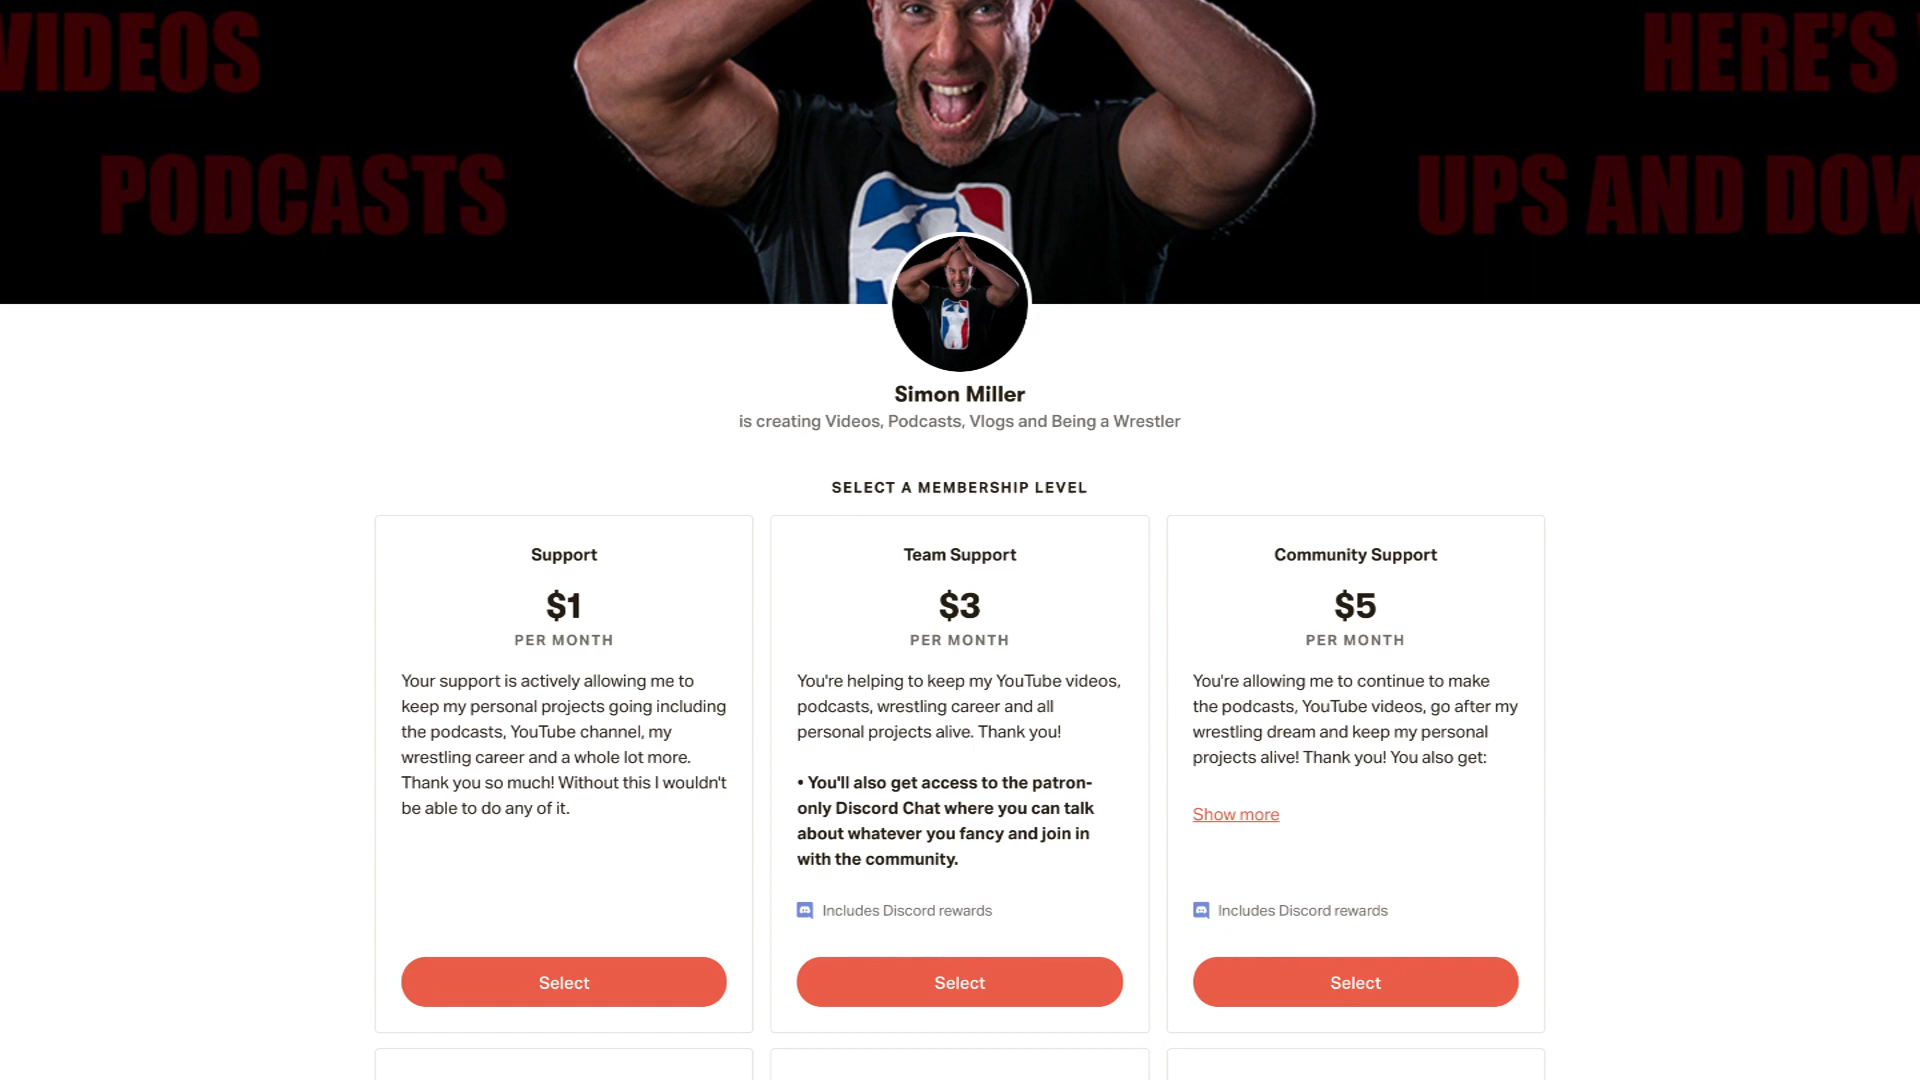 VIDEOS
HERE'S
PODCASTS
UPS AND DOW
Simon Miller
is creating Videos, Podcasts, Vlogs and Being a Wrestler
SELECT A MEMBERSHIP LEVEL
Support
$1
PER MONTH
Your support is actively allowing me to
keep my personal projects going including
the podcasts, YouTube channel, my
wrestling career and a whole lot more.
Thank you so much! Without this I wouldn't
be able to do any of it.
Select
Team Support
$3
PER MONTH
You're helping to keep my YouTube videos,
podcasts, wrestling career and all
personal projects alive. Thank you!
• You'll also get access to the patron-
only Discord Chat where you can talk
about whatever you fancy and join in
with the community.
Includes Discord rewards
Select
Community Support
$5
PER MONTH
You're allowing me to continue to make
the podcasts, YouTube videos, go after my
wrestling dream and keep my personal
projects alive! Thank you! You also get:
Show more
Includes Discord rewards
Select